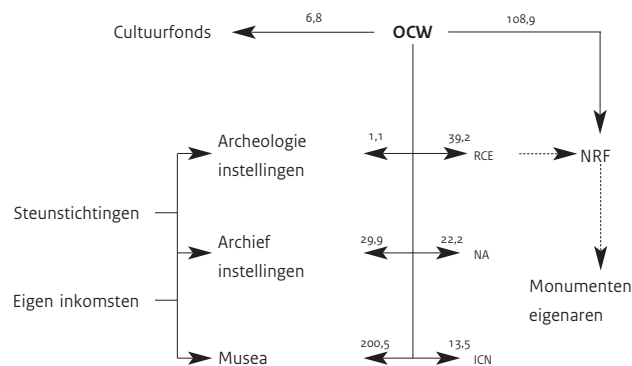 6,8
108,9
Cultuurfonds
OCW
Archeologie
instellingen
1,1
39,2
RCE
NRF
Steunstichtingen
Archief
instellingen
29,9
22,2
NA
Monumenten
eigenaren
Eigen inkomsten
Musea
200,5
13,5
ICN